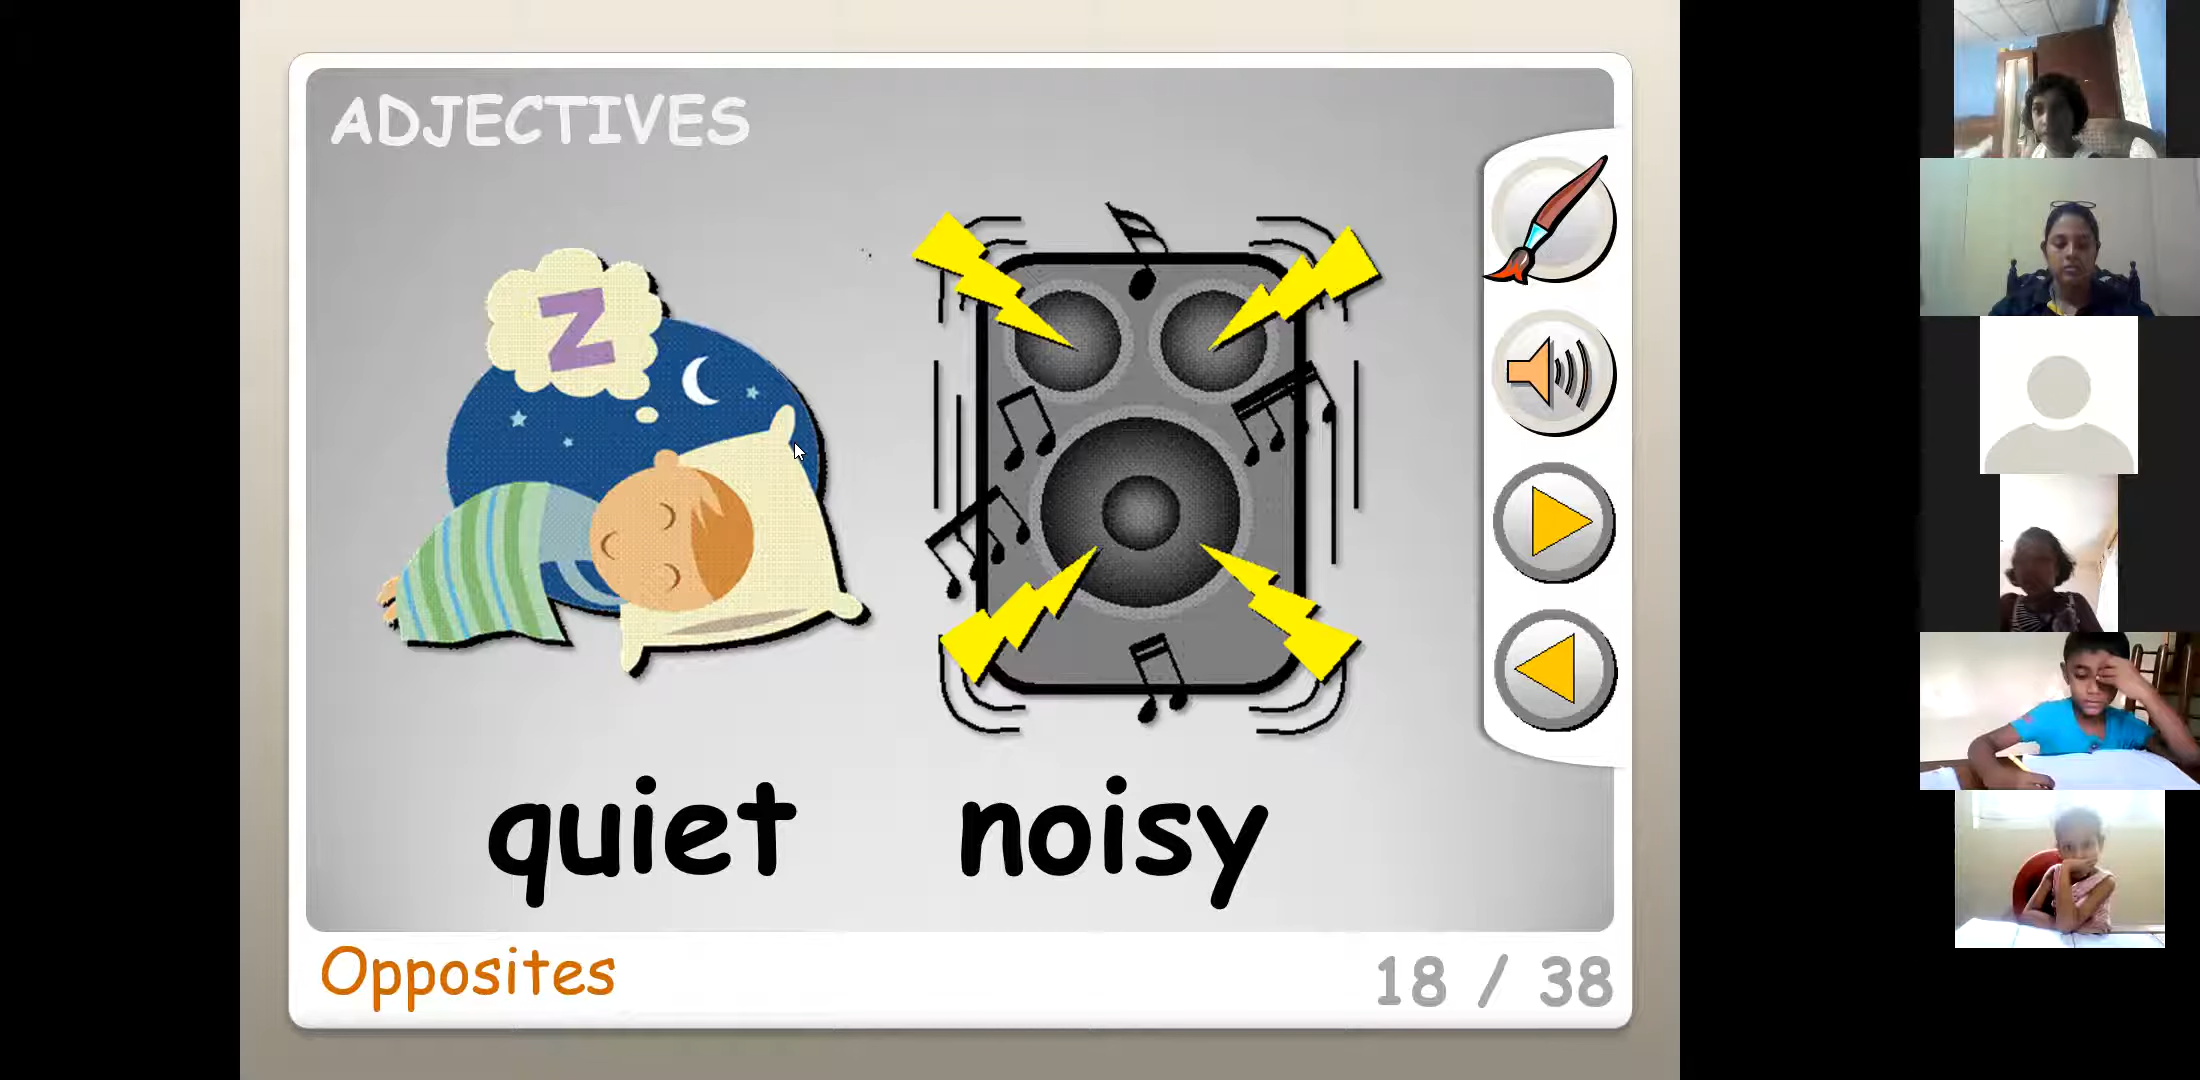 ADJECTIVES
Z
quiet noisy
Opposites
18 / 38